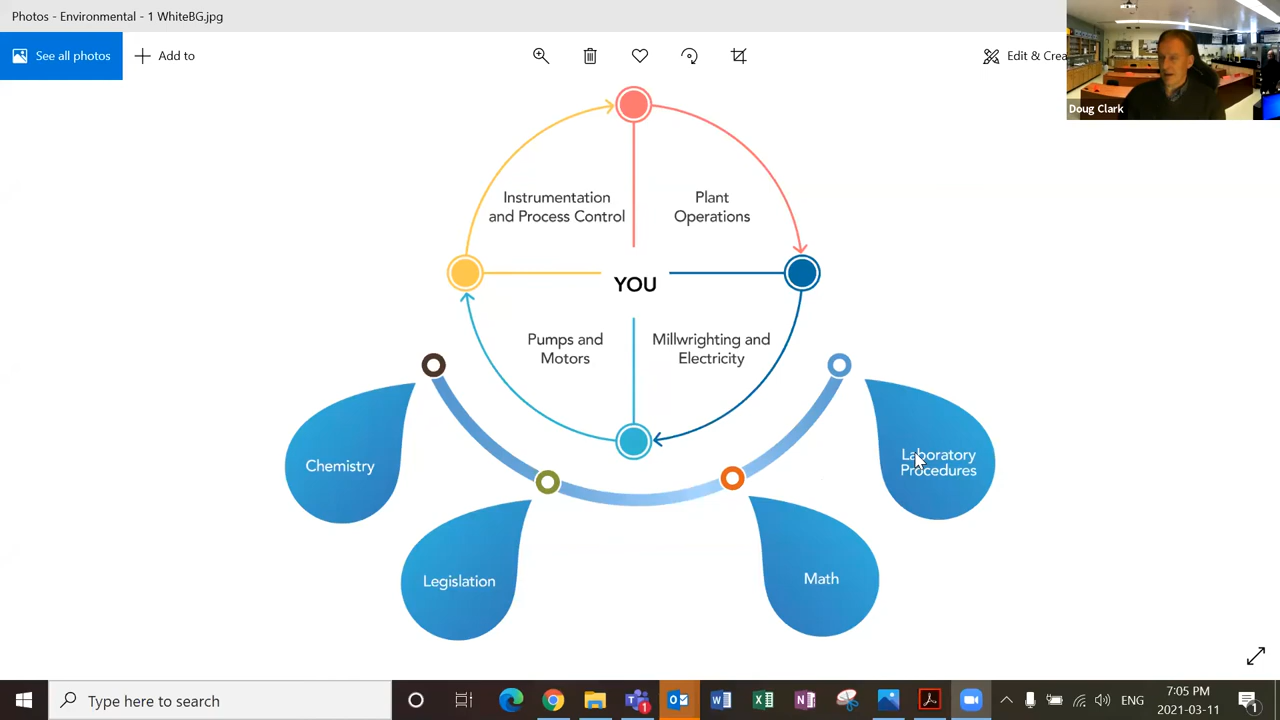 Photos - Environmental - 1 WhiteBG.jpg
See all photos
Add to
Edit & Crea
Doug Clark
Instrumentation
and Process Control
Plant
Operations
YOU
Pumps and
Motors
Millwrighting and
Electricity
Chemistry
Legislation
Math
Laboratory
Procedures
Type here to search
1
ENG
7:05 PM
2021-03-11
1